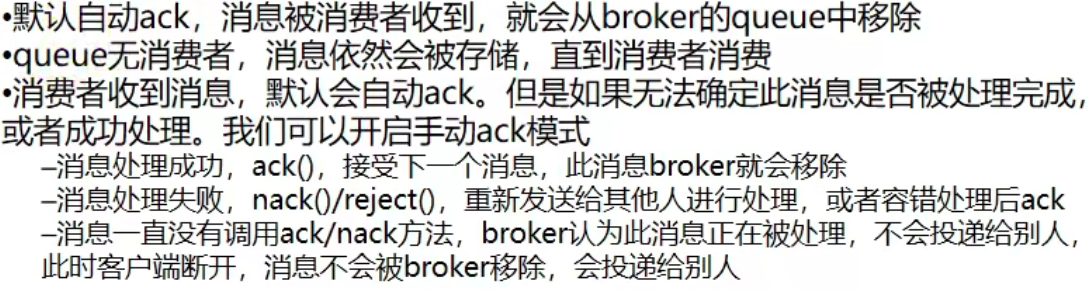 •默认自动ack，消息被消费者收到，就会从broker的queue中移除
•queue无消费者，消息依然会被存储，直到消费者消费
•消费者收到消息，默认会自动ack。但是如果无法确定此消息是否被处理完成，
或者成功处理。我们可以开启手动ack模式
–消息处理成功，ack()，接受下一个消息，此消息broker就会移除
–消息处理失败，nack()/reject()，重新发送给其他人进行处理，或者容错处理后ack
–消息一直没有调用ack/nack方法，broker认为此消息正在被处理，不会投递给别人，
此时客户端断开，消息不会被broker移除，会投递给别人